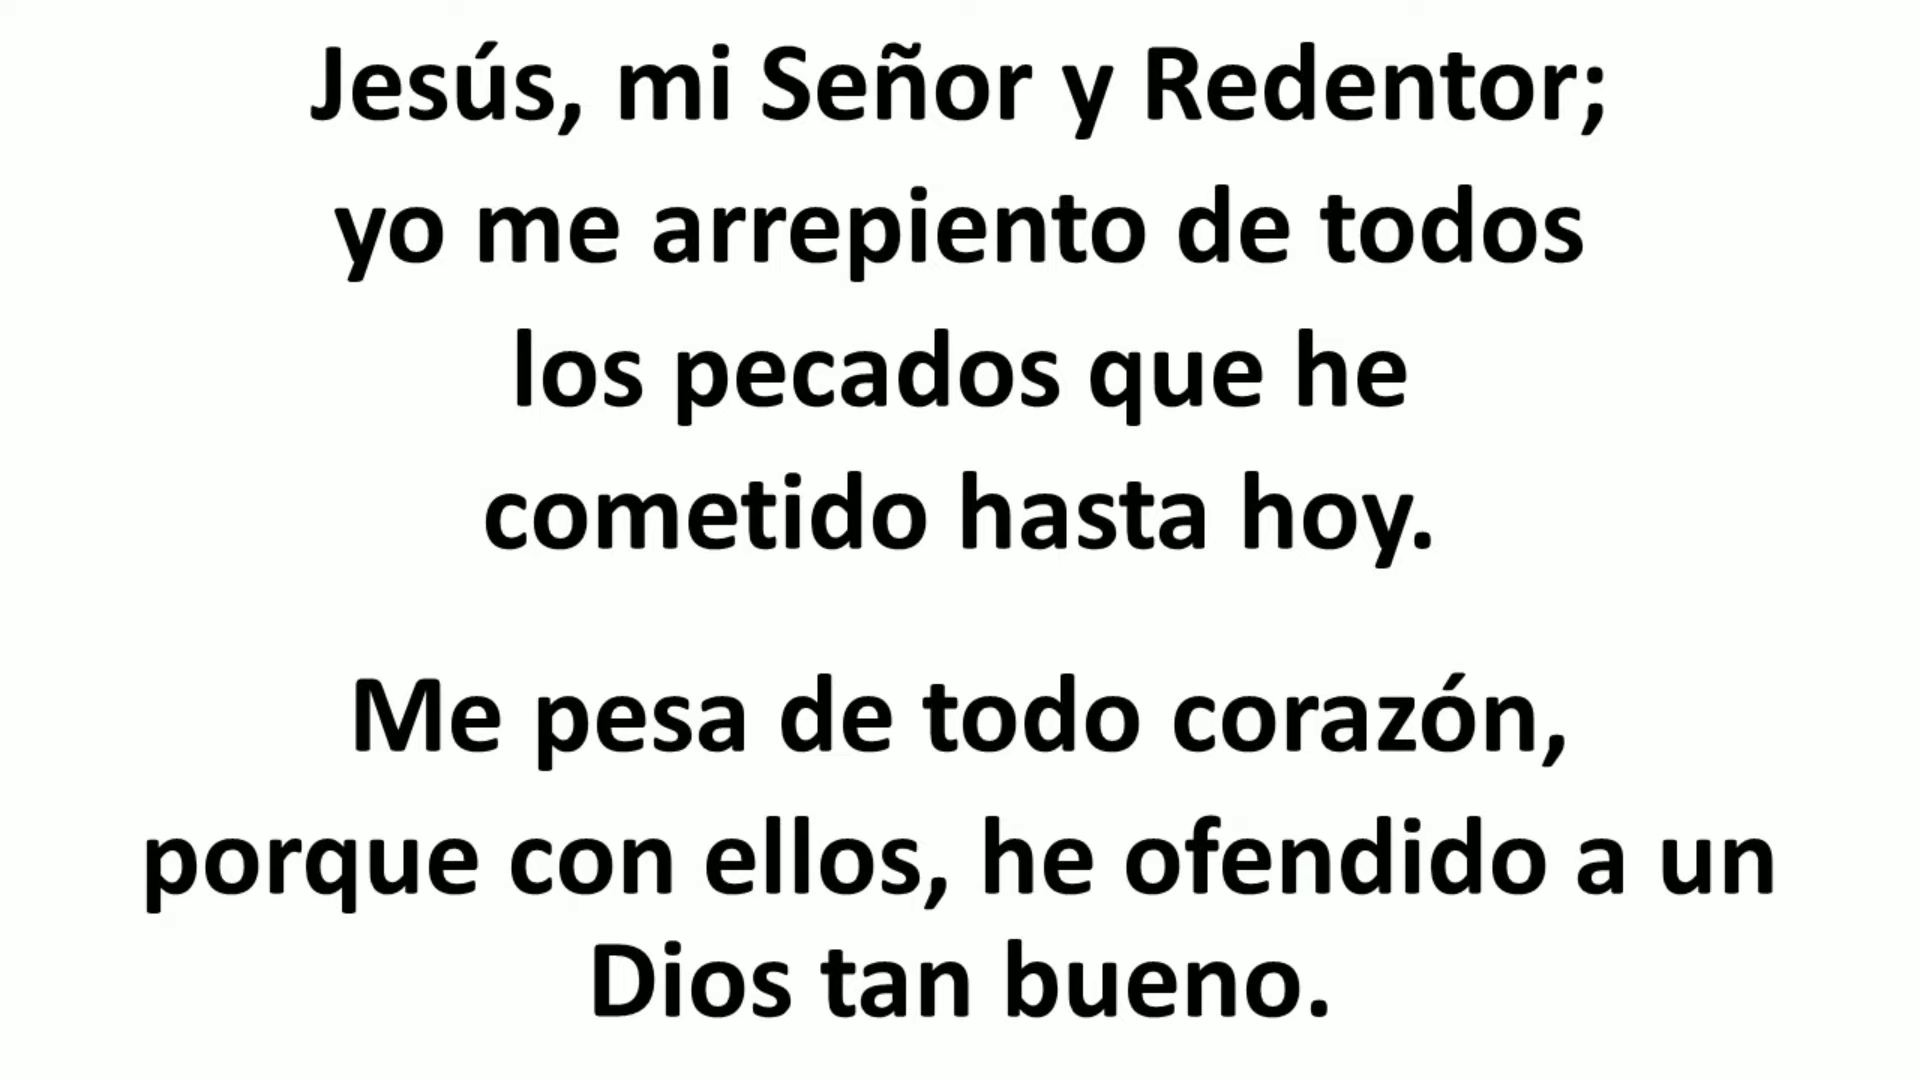 Jesús, mi Señor y Redentor;
yo me arrepiento de todos
los pecados que he
cometido hasta hoy.
Me pesa de todo corazón,
porque con ellos, he ofendido a un
Dios tan bueno.